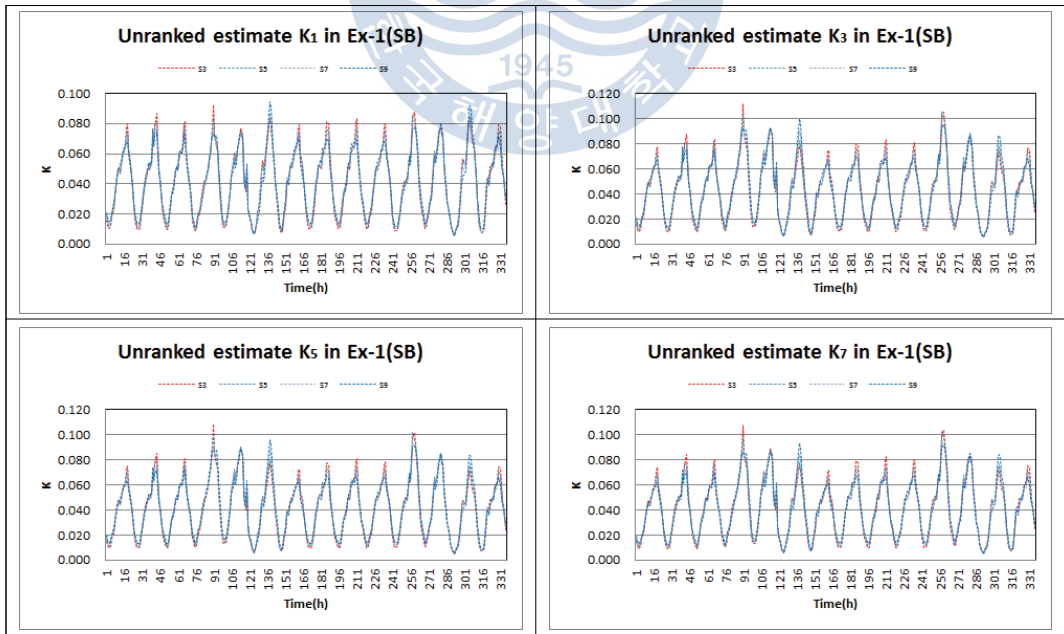 Unranked estimate K1 in Ex-1(SB)
S3 S5 S7 S9
0.100
0.080
0.060
0.040
0.020
0.000
K
1 16 31 46 61 76 91 106 121 136 151 166 181 196 211 226 241 256 271 286 301 316 331
Time(h)
Unranked estimate K3 in Ex-1(SB)
S3 S5 S7 S9
0.120
0.100
0.080
0.060
0.040
0.020
0.000
K
1 16 31 46 61 76 91 106 121 136 151 166 181 196 211 226 241 256 271 286 301 316 331
Time(h)
1945
국해양대학
Unranked estimate K5 in Ex-1(SB)
S3 S5 S7 S9
0.120
0.100
0.080
0.060
0.040
0.020
0.000
K
1 16 31 46 61 76 91 106 121 136 151 166 181 196 211 226 241 256 271 286 301 316 331
Time(h)
Unranked estimate K7 in Ex-1(SB)
S3 S5 S7 S9
0.120
0.100
0.080
0.060
0.040
0.020
0.000
K
1 16 31 46 61 76 91 106 121 136 151 166 181 196 211 226 241 256 271 286 301 316 331
Time(h)